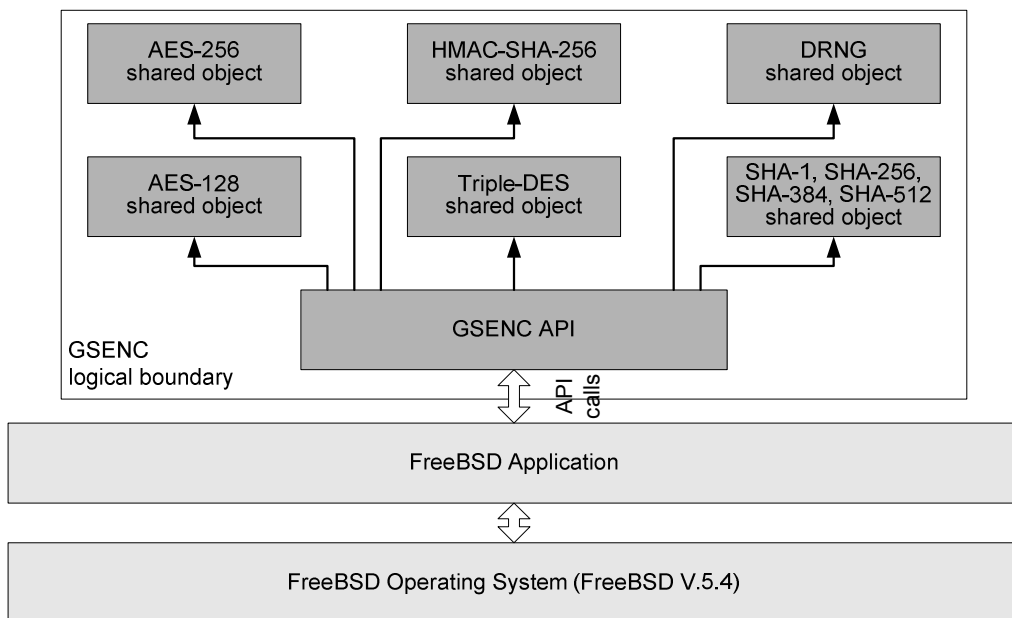 AES-256
shared object
HMAC-SHA-256
shared object
DRNG
shared object
AES-128
shared object
Triple-DES
shared object
SHA-1, SHA-256,
SHA-384, SHA-512
shared object
GSENC API
GSENC
logical boundary
API
calls
FreeBSD Application
FreeBSD Operating System (FreeBSD V.5.4)